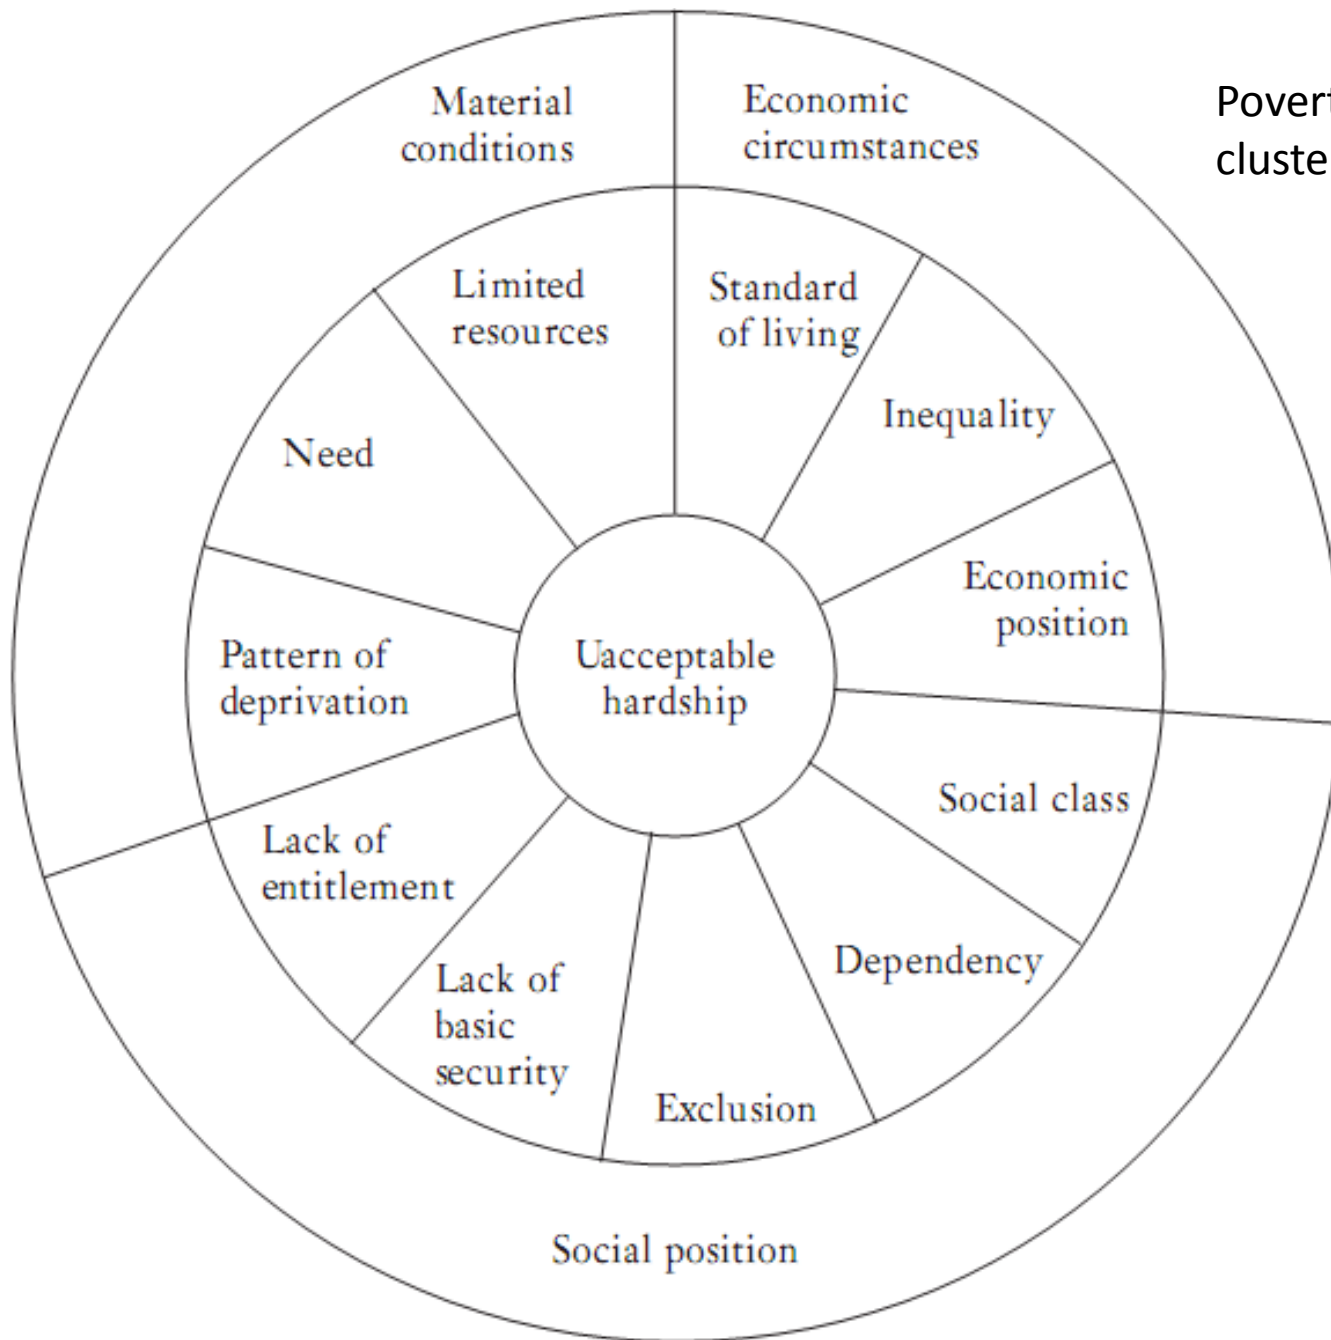 Material
conditions
Economic
circumstances
Limited
resources
Standard
of living
Inequality
Need
Economic
position
Pattern of
deprivation
Uacceptable
hardship
Social class
Lack of
entitlement
Dependency
Lack of
basic
security
Exclusion
Social position